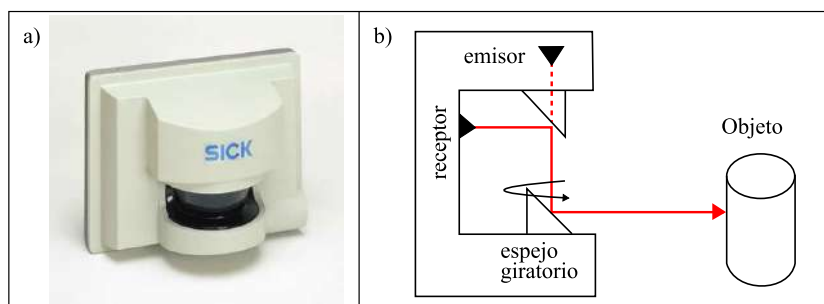 a)
SICK
b)
emisor
receptor
Objeto
espejo
giratorio